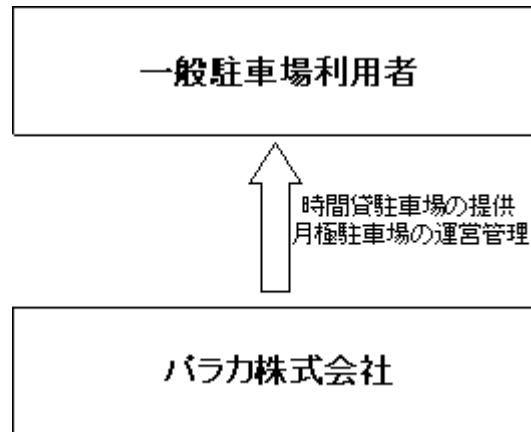 一般駐車場利用者
時間貸駐車場の提供
月極駐車場の運営管理
パラカ株式会社